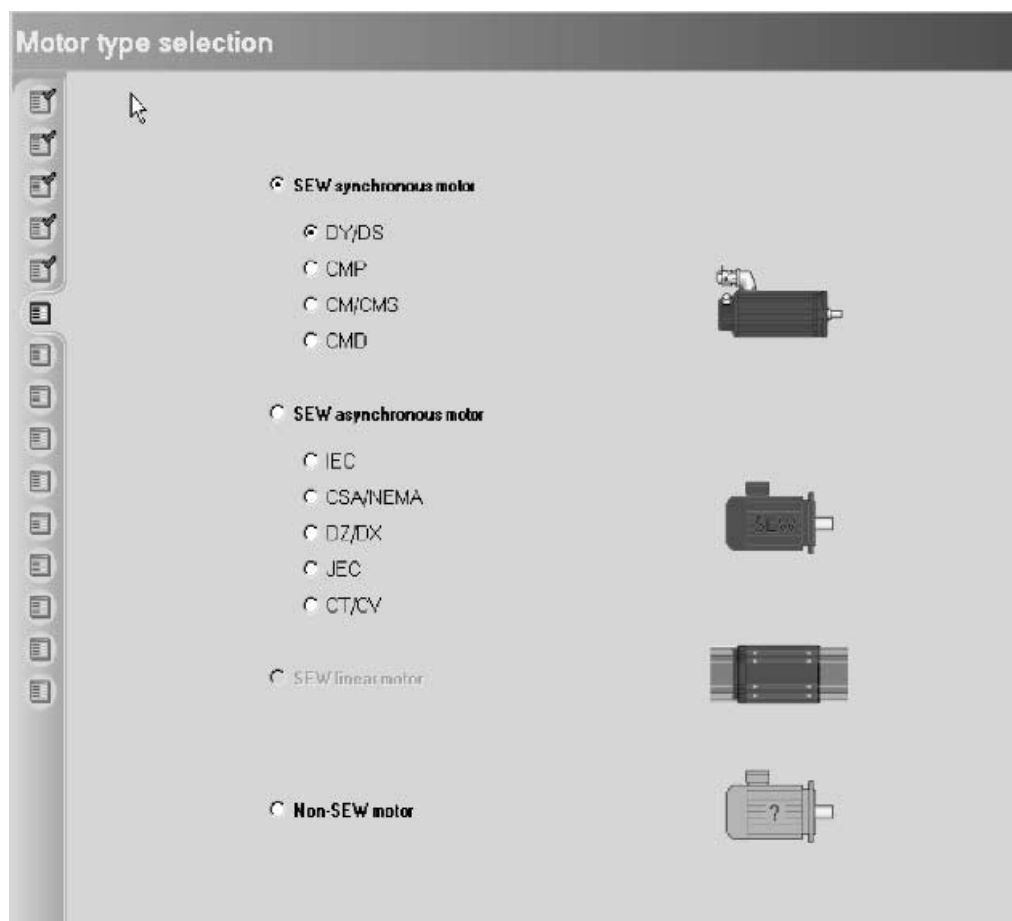 Motor type selection
SEW synchronous motor
DY/DS
CMP
CM/CMS
CMD
SEW asynchronous motor
IEC
CSA/NEMA
DZ/DX
JEC
CT/CV
SEW
SEW linear motor
Non-SEW motor
?